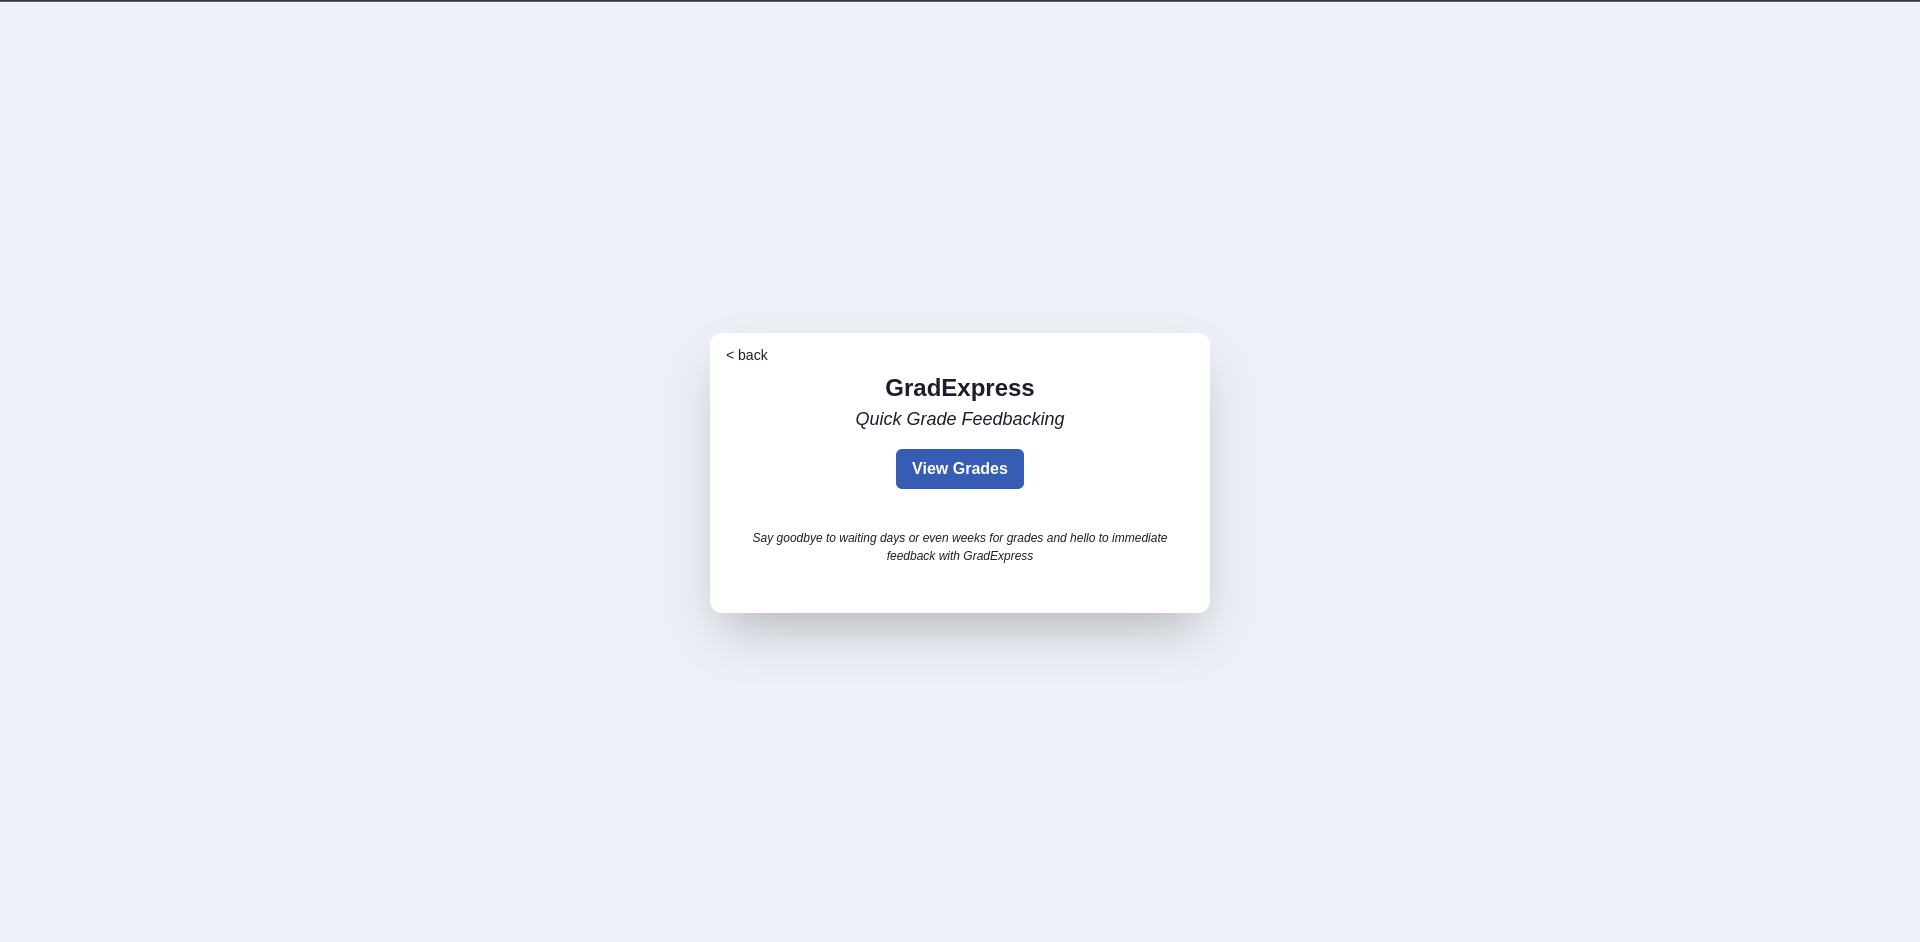 < back
GradExpress
Quick Grade Feedbacking
View Grades
Say goodbye to waiting days or even weeks for grades and hello to immediate
feedback with GradExpress